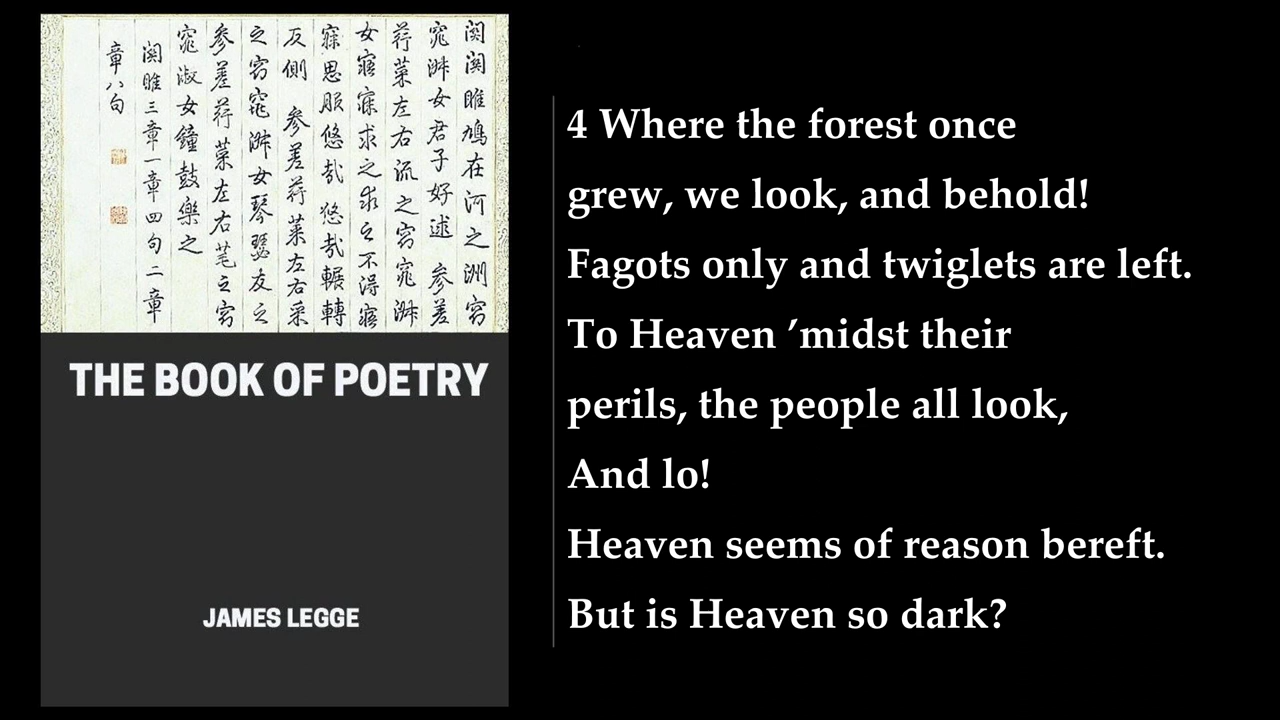 関関雎鳩在河之洲窈
窕淑女君子好逑 參差
荇菜左右流之窈窕淑
女寤寐求之求之不得寤
寐思服悠哉悠哉輾轉
反側 參差荇菜左右采
之窈窕淑女琴瑟友之
參差荇菜左右芼之窈
窕淑女鐘鼓樂之
関雎三章一章四句二章
章八句
THE BOOK OF POETRY
JAMES LEGGE
4 Where the forest once
grew, we look, and behold!
Fagots only and twiglets are left.
To Heaven ’midst their
perils, the people all look,
And lo!
Heaven seems of reason bereft.
But is Heaven so dark?